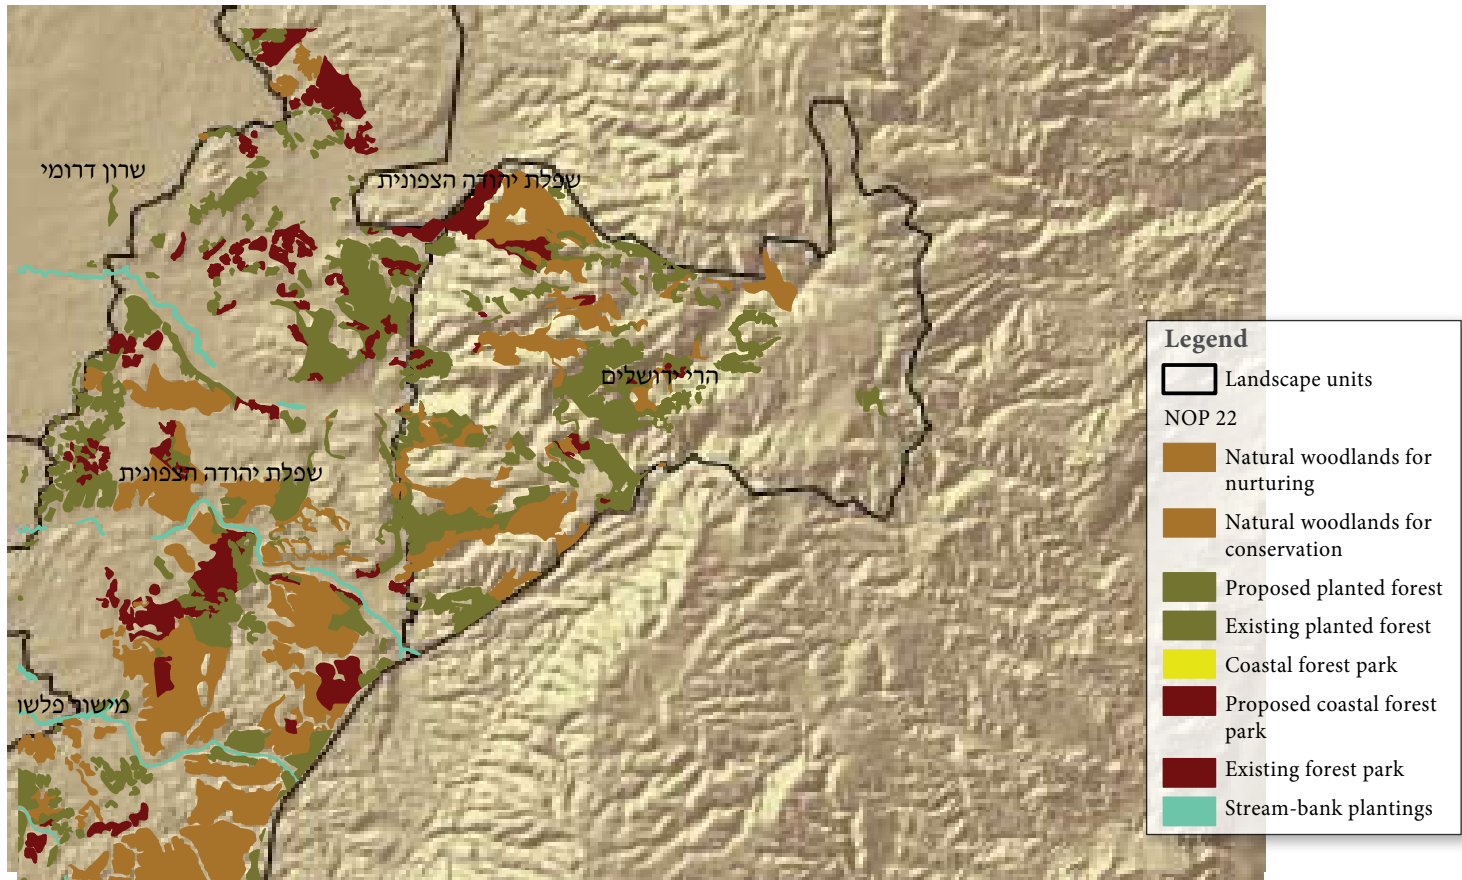 שרון דרומי
שפלת יהודה הצפונית
הרי ירושלים
שפלת יהודה הצפונית
מישור פלשו
Legend
Landscape units
NOP 22
Natural woodlands for
nurturing
Natural woodlands for
conservation
Proposed planted forest
Existing planted forest
Coastal forest park
Proposed coastal forest
park
Existing forest park
Stream-bank plantings